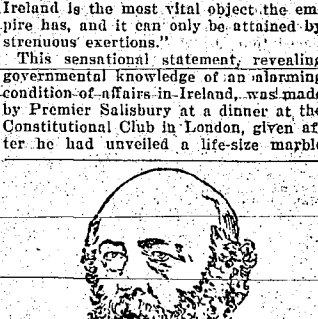 Ireland is the most vital object the em-
pire has, and it can only be attained by
strenuous exertions."
This sensational statement, revealing
governmental knowledge of an alarming
condition of affairs in Ireland, was made
by Premier Salisbury at a dinner at the
Constitutional Club in London, given af-
ter he had unveiled a life-size marble